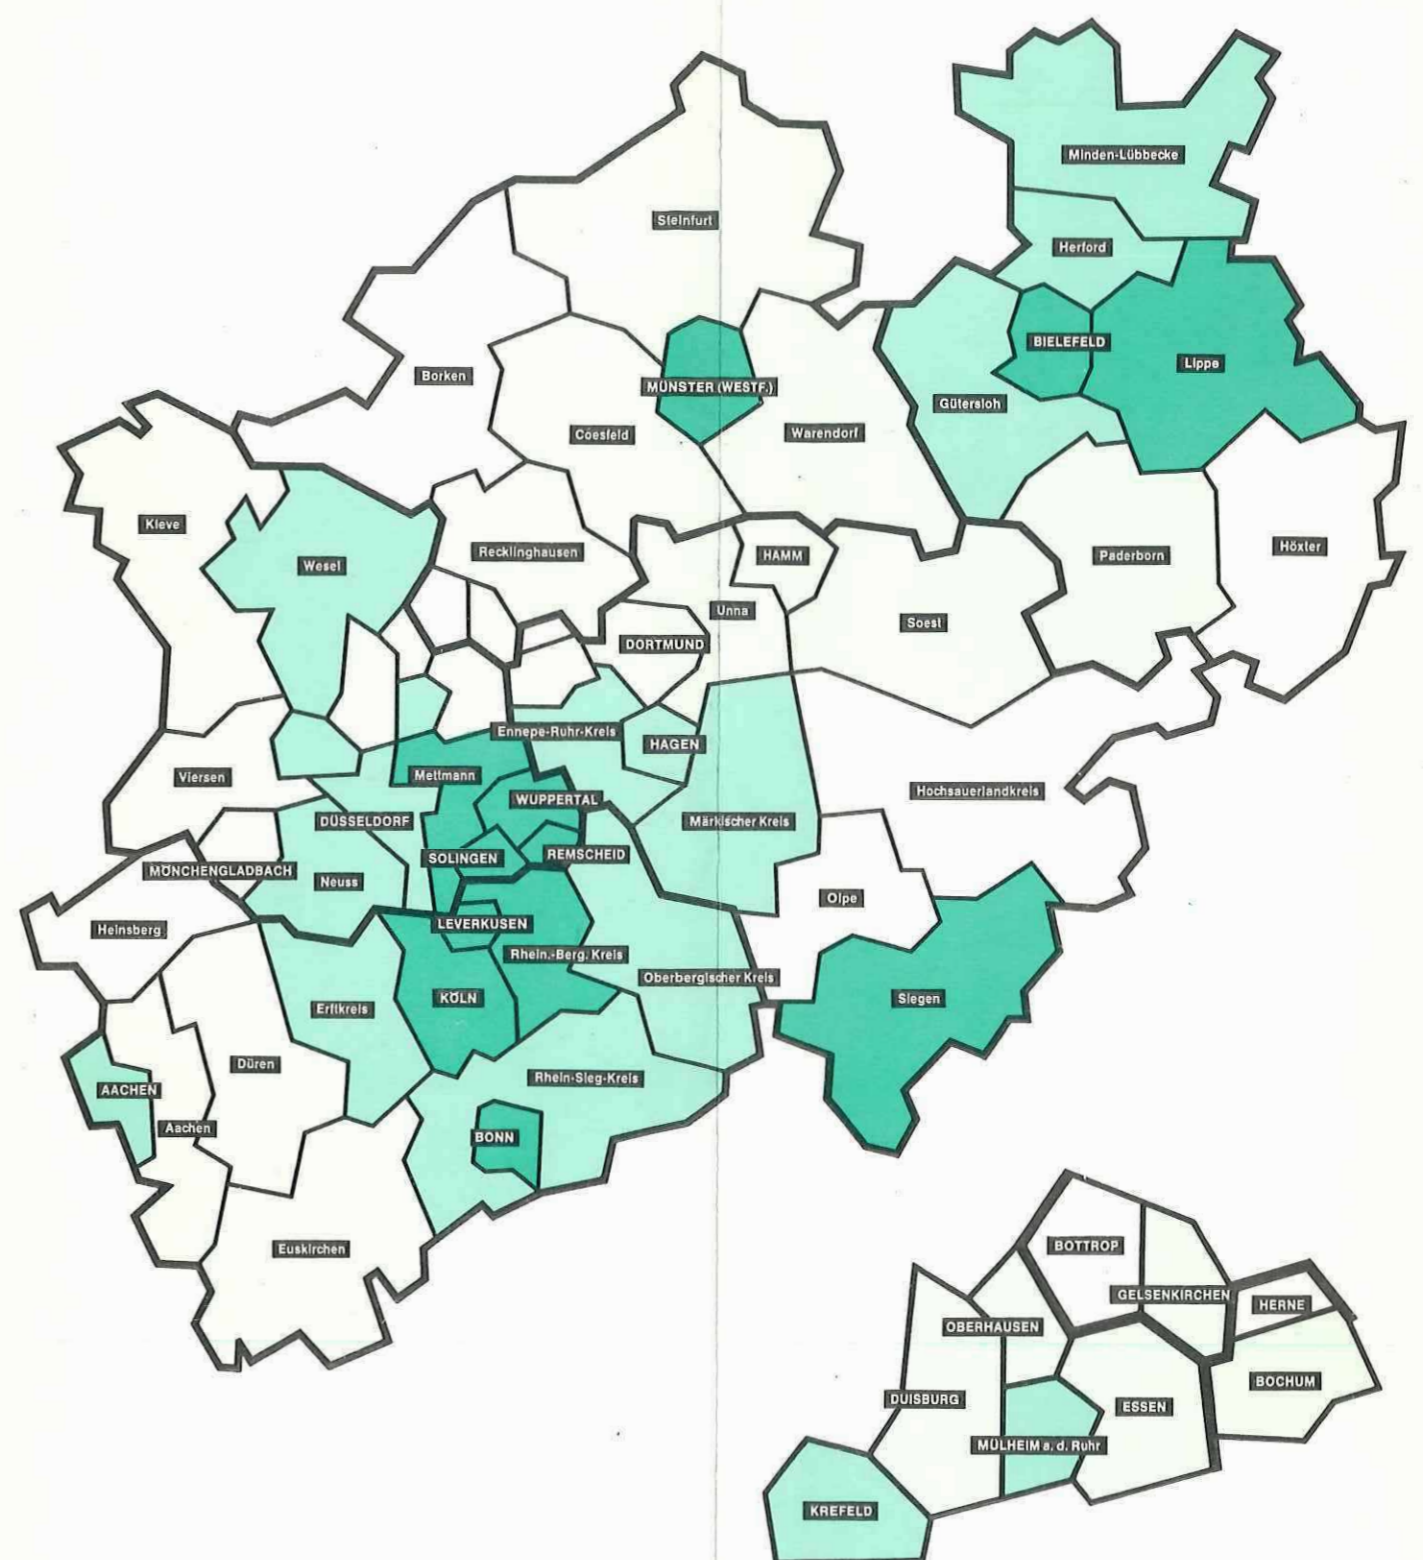 Minden-Lübbecke
Steinfurt
Herford
BIELEFELD
Lippe
Borken
MÜNSTER (WESTF.)
Gütersloh
Coesfeld
Warendorf
Kleve
Recklinghausen
HAMM
Paderborn
Höxter
Wesel
Unna
Soest
DORTMUND
Ennepe-Ruhr-Kreis
HAGEN
Viersen
Mettmann
WUPPERTAL
Hochsauerlandkreis
DÜSSELDORF
Märkischer Kreis
MÖNCHENGLADBACH
Neuss
SOLINGEN
REMSCHEID
Olpe
Heinsberg
LEVERKUSEN
Rhein.-Berg. Kreis
Oberbergischer Kreis
Erftkreis
KÖLN
Siegen
Düren
Rhein-Sieg-Kreis
AACHEN
Aachen
BONN
Euskirchen
BOTTROP
GELSENKIRCHEN
HERNE
OBERHAUSEN
BOCHUM
DUISBURG
ESSEN
MÜLHEIM a. d. Ruhr
KREFELD